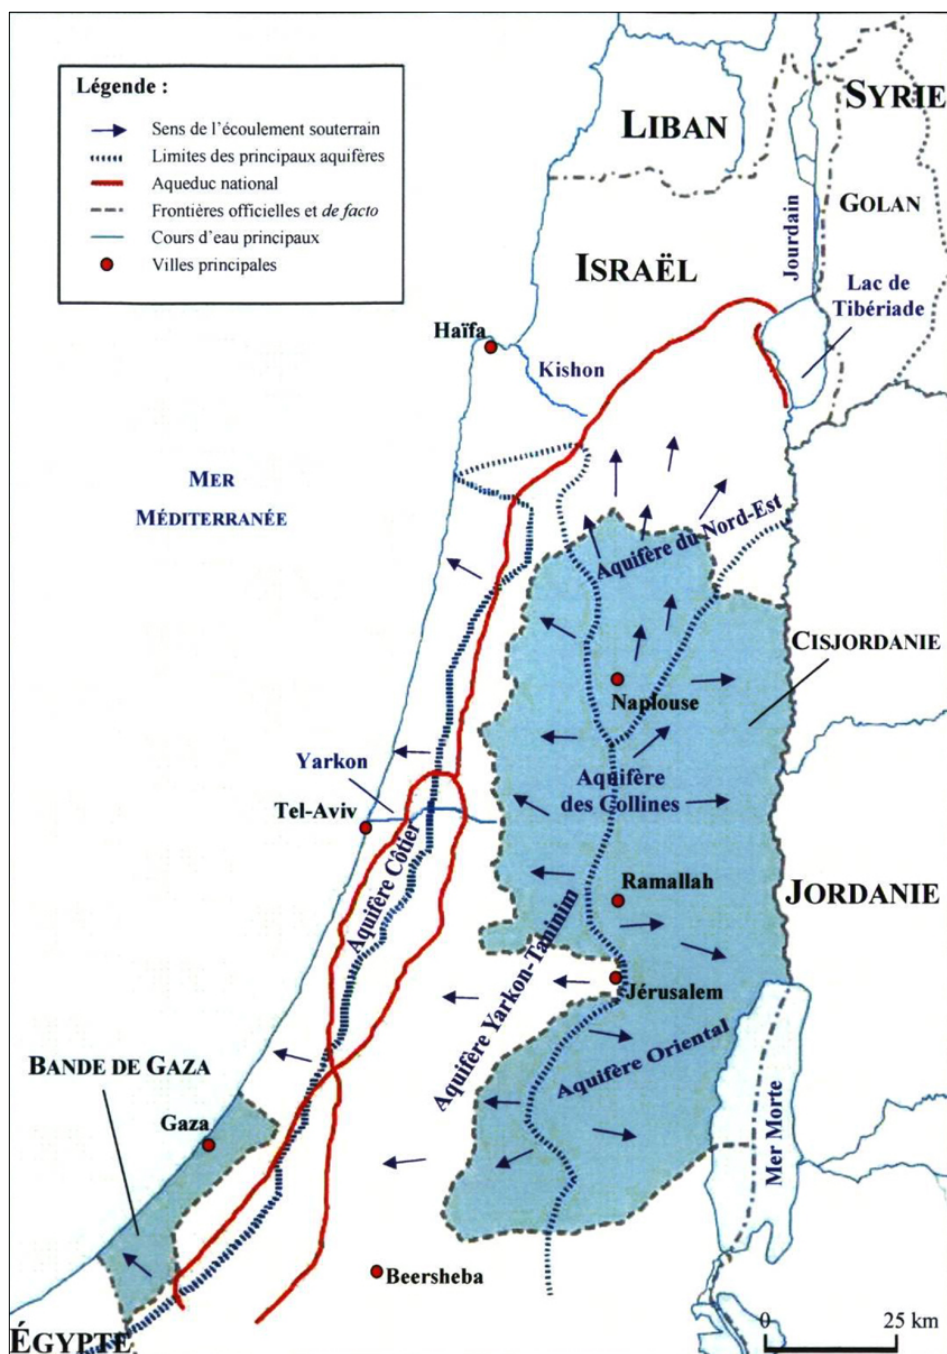 Légende :
Sens de l'écoulement souterrain
Limites des principaux aquifères
Aqueduc national
Frontières officielles et de facto
Cours d'eau principaux
Villes principales
LIBAN
SYRIE
GOLAN
Jourdain
ISRAËL
Lac de
Tibériade
Haïfa
Kishon
MER
MÉDITERRANÉE
Aquifère du Nord-Est
CISJORDANIE
Naplouse
Yarkon
Aquifère
des Collines
Tel-Aviv
Aquifère Côtier
Ramallah
JORDANIE
Aquifère Yarkon-Taninim
Jérusalem
Aquifère Oriental
BANDE DE GAZA
Gaza
Mer Morte
Beersheba
ÉGYPTE
0 25 km